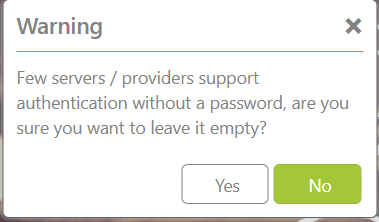 Warning
Few servers / providers support
authentication without a password, are you
sure you want to leave it empty?
Yes
No